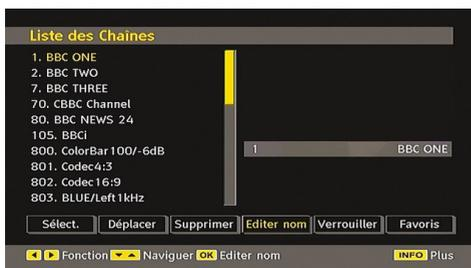 Liste des Chaînes
1. BBC ONE
2. BBC TWO
7. BBC THREE
70. CBBC Channel
80. BBC NEWS 24
105. BBCi
800. ColorBar100/-6dB
801. Codec4:3
802. Codec16:9
803. BLUE/Left1kHz
1 BBC ONE
Sélect. Déplacer Supprimer Editer nom Verrouiller Favoris
Fonction Naviguer OK Editer nom INFO Plus